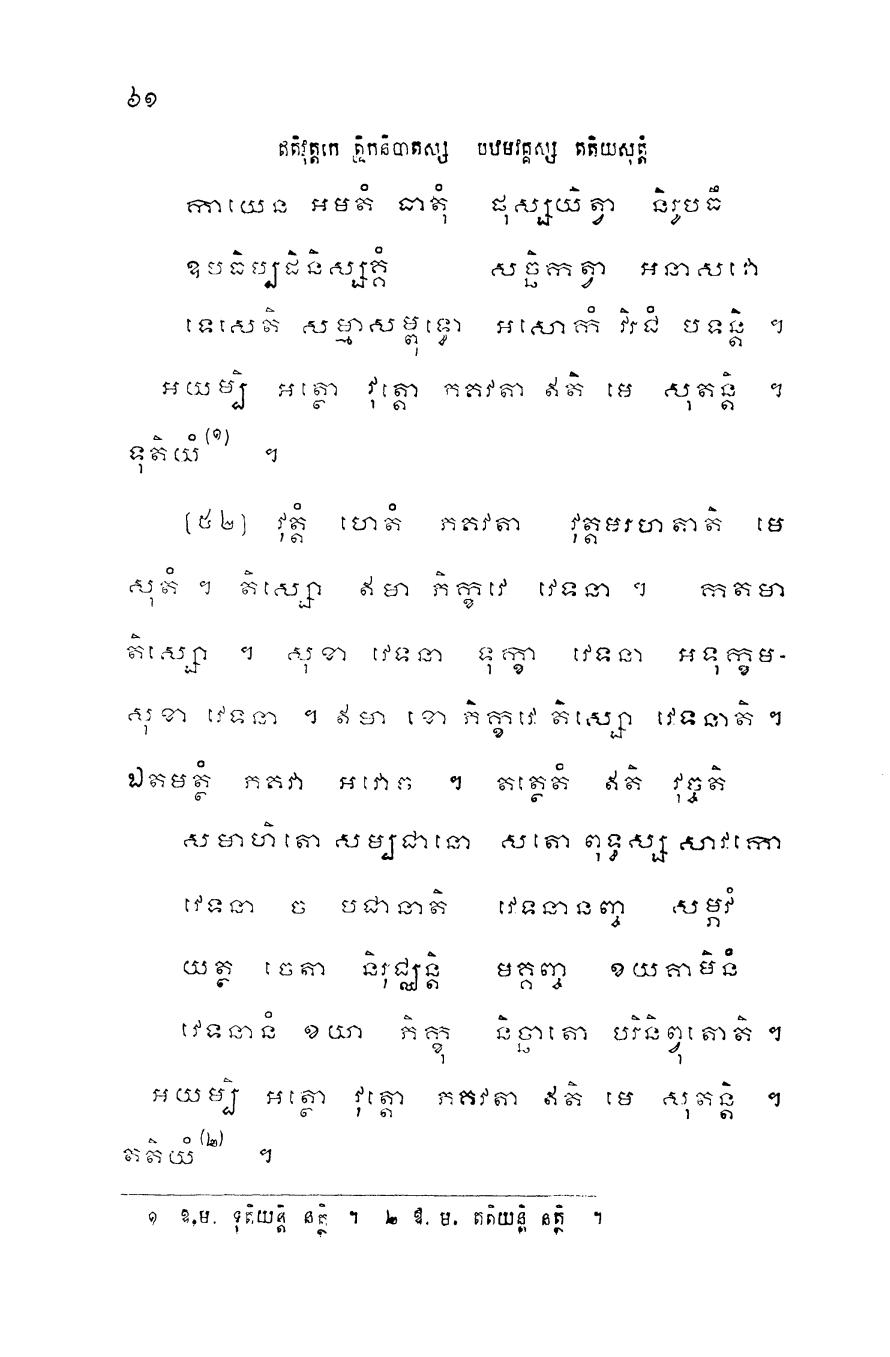 ៦១
ឥតិវុត្តកេ តិកនិបាតស្ស បឋមវគ្គស្ស តតិយសុត្តំ
កាយេន អមតំ ធាតុំ ផុស្សយិត្វា និរូបធឹ
ឧបធិប្បដិនិស្សគ្គំ សច្ឆិកត្វា អនាសវោ
ទេសេតិ សម្មាសម្ពុទ្ធោ អសោកំ វិរជំ បទន្តិ ។
អយម្បិ អត្ថោ វុត្តោ ភគវតា ឥតិ មេ សុតន្តិ ។
ទុតិយំ (១) ។
(៥២) វុត្តំ ហេតំ ភគវតា វុត្តមរហតាតិ មេ
សុតំ ។ តិស្សោ ឥមា ភិក្ខវេ វេទនា ។ កតមា
តិស្សោ ។ សុខា វេទនា ទុក្ខា វេទនា អទុក្ខម-
សុខា វេទនា ។ ឥមា ខោ ភិក្ខវេ តិស្សោ វេទនាតិ ។
ឯតមត្ថំ ភគវា អវោច ។ តត្ថេតំ ឥតិ វុច្ចតិ
សមាហិតោ សម្បជានោ សតោ ពុទ្ធស្ស សាវកោ
វេទនា ច បជានាតិ វេទនានញ្ច សម្ភវំ
យត្ថ ចេតា និរុជ្ឈន្តិ មគ្គញ្ច ខយគាមិនំ
វេទនានំ ខយា ភិក្ខុ និច្ឆាតោ បរិនិព្វុតោតិ ។
អយម្បិ អត្ថោ វុត្តោ ភគវតា ឥតិ មេ សុតន្តិ ។
តតិយំ (២) ។
១ ឱ.ម. ទុតិយន្តិ នត្ថិ ។ ២ ឱ. ម. តតិយន្តិ នត្ថិ ។